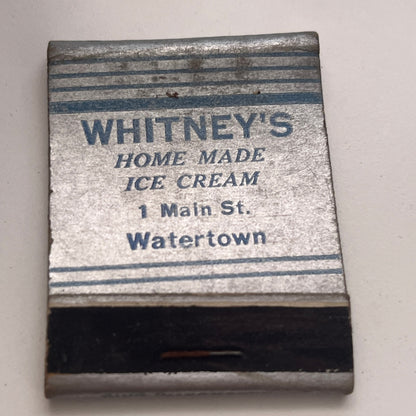 WHITNEY'S
HOME MADE
ICE CREAM
1 Main St.
Watertown